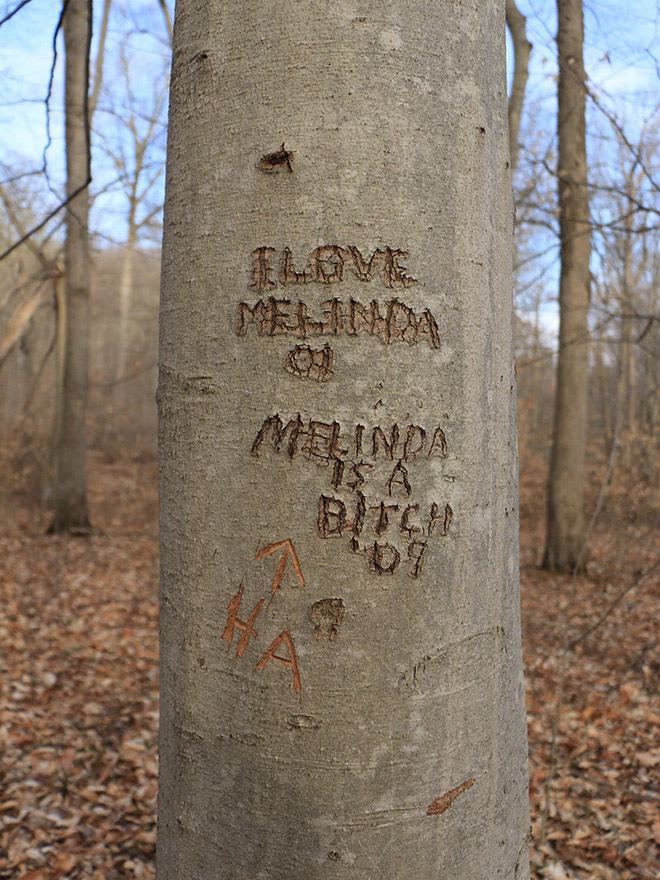 I LOVE
MELINDA
01
MELINDA
IS A
BITCH
'09
↑
HA